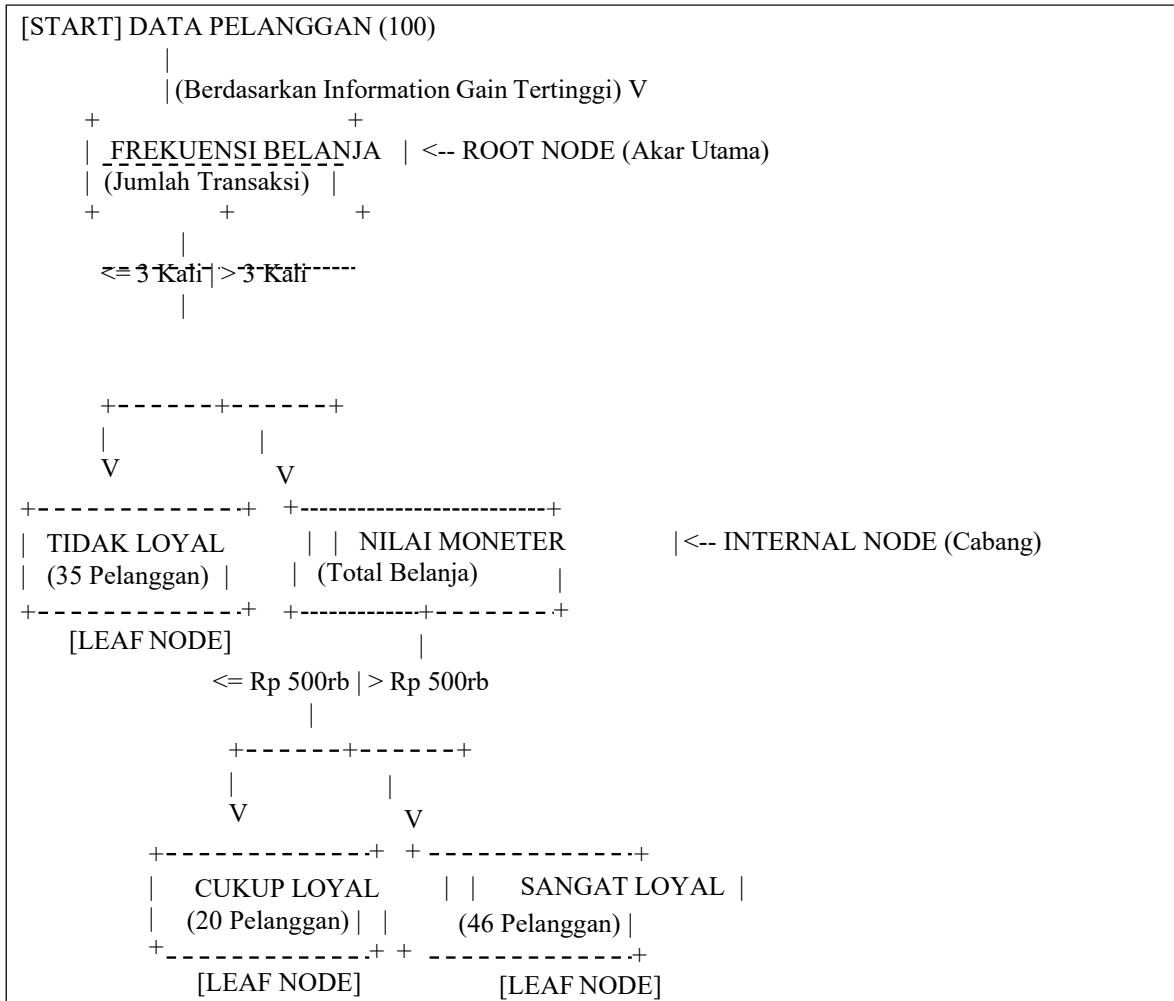 [START] DATA PELANGGAN (100)
|
| (Berdasarkan Information Gain Tertinggi) V
+ +
| FREKUENSI BELANJA | <-- ROOT NODE (Akar Utama)
| (Jumlah Transaksi) |
+ + +
|
<= 3 Kali | > 3 Kali
|
+------+------+
| |
V V
+--------------+ +--------------------------+
| TIDAK LOYAL | | NILAI MONETER |<-- INTERNAL NODE (Cabang)
| (35 Pelanggan) | | (Total Belanja) |
+--------------+ +--------------+--------+
[LEAF NODE] |
<= Rp 500rb | > Rp 500rb
|
+------+------+
| |
V V
+--------------+ + --------------+
| CUKUP LOYAL | | SANGAT LOYAL |
| (20 Pelanggan) | | (46 Pelanggan) |
+--------------+ + --------------+
[LEAF NODE] [LEAF NODE]